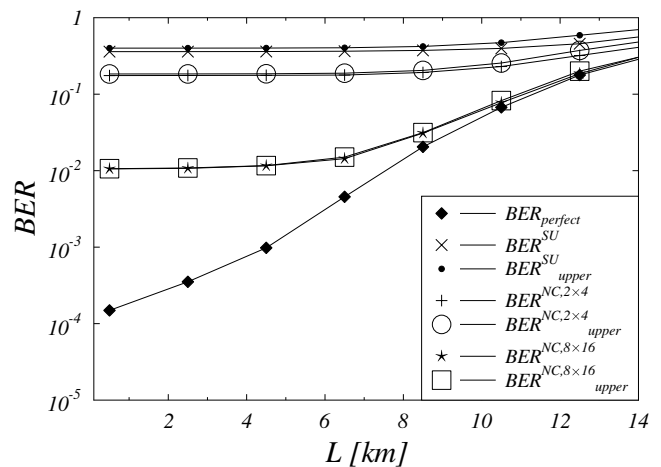 1
10^-1
10^-2
10^-3
10^-4
10^-5
BER
2 4 6 8 10 12 14
L [km]
BER_perfect
BER^SU
BER^SU_upper
BER^NC,2×4
BER^NC,2×4_upper
BER^NC,8×16
BER^NC,8×16_upper